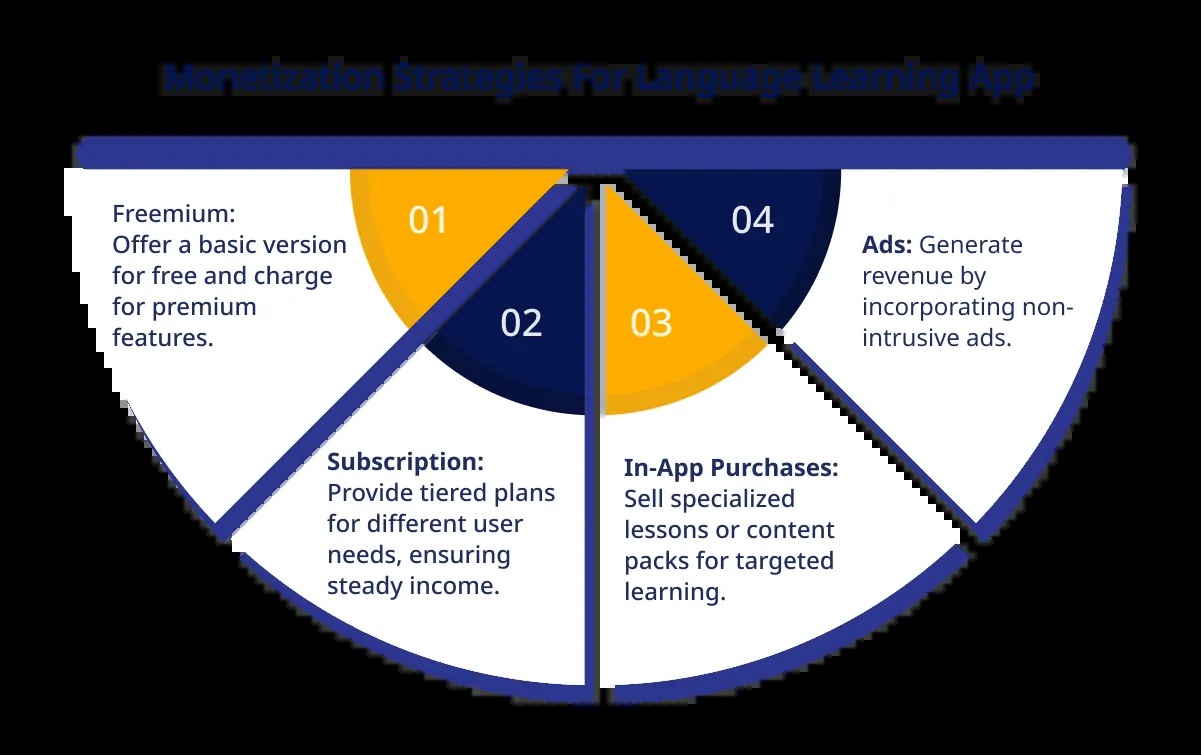 Monetization Strategies For Language Learning App
01
Freemium:
Offer a basic version
for free and charge
for premium
features.
02
Subscription:
Provide tiered plans
for different user
needs, ensuring
steady income.
03
In-App Purchases:
Sell specialized
lessons or content
packs for targeted
learning.
04
Ads: Generate
revenue by
incorporating non-
intrusive ads.